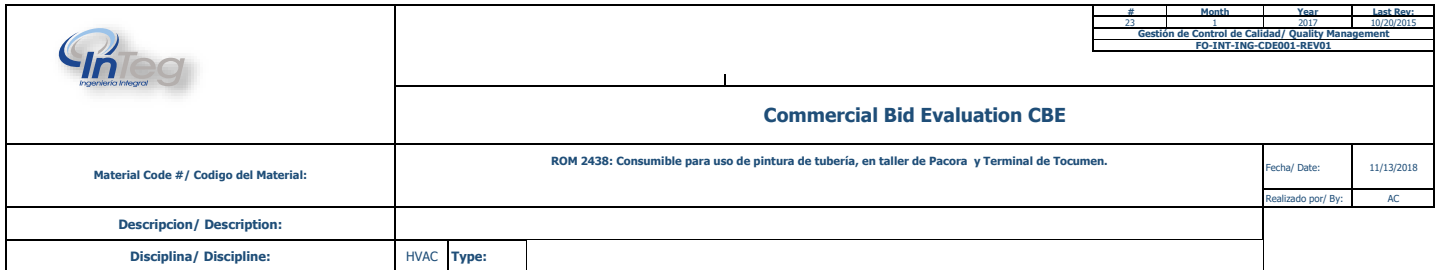 # Month Year Last Rev:
23 1 2017 10/20/2015
Gestión de Control de Calidad/ Quality Management
FO-INT-ING-CDE001-REV01
InTeg
Ingeniería Integral
Commercial Bid Evaluation CBE
Material Code #/ Codigo del Material:
ROM 2438: Consumible para uso de pintura de tubería, en taller de Pacora y Terminal de Tocumen.
Fecha/ Date: 11/13/2018
Realizado por/ By: AC
Descripcion/ Description:
Disciplina/ Discipline: HVAC Type: